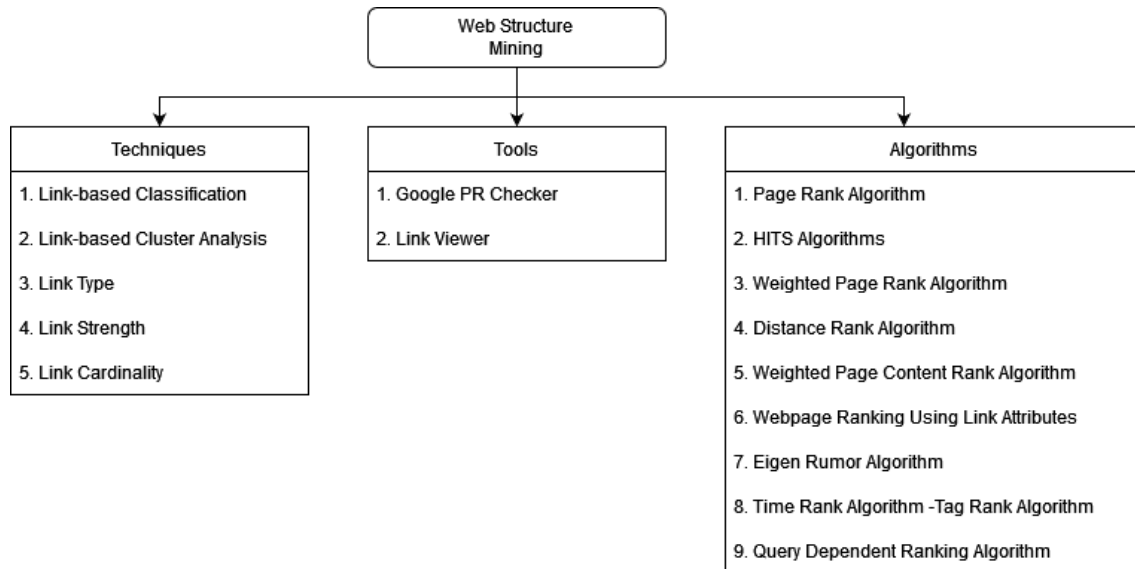 Web Structure
Mining
Techniques
1. Link-based Classification
2. Link-based Cluster Analysis
3. Link Type
4. Link Strength
5. Link Cardinality
Tools
1. Google PR Checker
2. Link Viewer
Algorithms
1. Page Rank Algorithm
2. HITS Algorithms
3. Weighted Page Rank Algorithm
4. Distance Rank Algorithm
5. Weighted Page Content Rank Algorithm
6. Webpage Ranking Using Link Attributes
7. Eigen Rumor Algorithm
8. Time Rank Algorithm -Tag Rank Algorithm
9. Query Dependent Ranking Algorithm